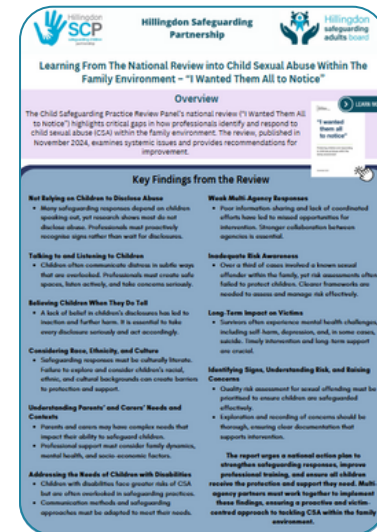 Hillingdon
SCP
Hillingdon Safeguarding
Partnership
Hillingdon
safeguarding
adults board
Learning From The National Review into Child Sexual Abuse Within The
Family Environment – "I Wanted Them All to Notice"
Overview
The Child Safeguarding Practice Review Panel's national review ("I Wanted Them All
to Notice") highlights critical gaps in how professionals identify and respond to
child sexual abuse (CSA) within the family environment. The review, published in
November 2024, examines systemic issues and provides recommendations for
improvement.
LEARN M
"I wanted
them all
to notice"
Key Findings from the Review
Not Relying on Children to Disclose Abuse
• Many safeguarding responses depend on children
speaking out, yet research shows most do not
disclose abuse. Professionals must proactively
recognise signs rather than wait for disclosures.
Talking to and Listening to Children
• Children often communicate distress in subtle ways
that are overlooked. Professionals must create safe
spaces, listen actively, and take concerns seriously.
Believing Children When They Do Tell
• A lack of belief in children's disclosures has led to
inaction and further harm. It is essential to take
every disclosure seriously and act accordingly.
Considering Race, Ethnicity, and Culture
• Safeguarding responses must be culturally literate.
Failure to explore and consider children's racial,
ethnic, and cultural backgrounds can create barriers
to protection and support.
Understanding Parents' and Carers' Needs and
Contexts
• Parents and carers may have complex needs that
impact their ability to safeguard children.
• Professional support must consider family dynamics,
mental health, and socio-economic factors.
Addressing the Needs of Children with Disabilities
• Children with disabilities face greater risks of CSA
but are often overlooked in safeguarding practices.
• Communication methods and safeguarding
approaches must be adapted to meet their needs.
Weak Multi-Agency Responses
• Poor information sharing and lack of coordinated
efforts have led to missed opportunities for
intervention. Stronger collaboration between
agencies is essential.
Inadequate Risk Awareness
• Over a third of cases involved a known sexual
offender within the family, yet risk assessments often
failed to protect children. Clearer frameworks are
needed to assess and manage risk effectively.
Long-Term Impact on Victims
• Survivors often experience mental health challenges,
including self harm, depression, and, in some cases,
suicide. Timely intervention and long-term support
are crucial.
Identifying Signs, Understanding Risk, and Raising
Concerns
• Quality risk assessment for sexual offending must be
prioritised to ensure children are safeguarded
effectively.
• Exploration and recording of concerns should be
thorough, ensuring clear documentation that
supports intervention.
The report urges a national action plan to
strengthen safeguarding responses, improve
professional training, and ensure all children
receive the protection and support they need. Multi-
agency partners must work together to implement
these findings, ensuring a proactive and victim-
centred approach to tackling CSA within the family
environment.